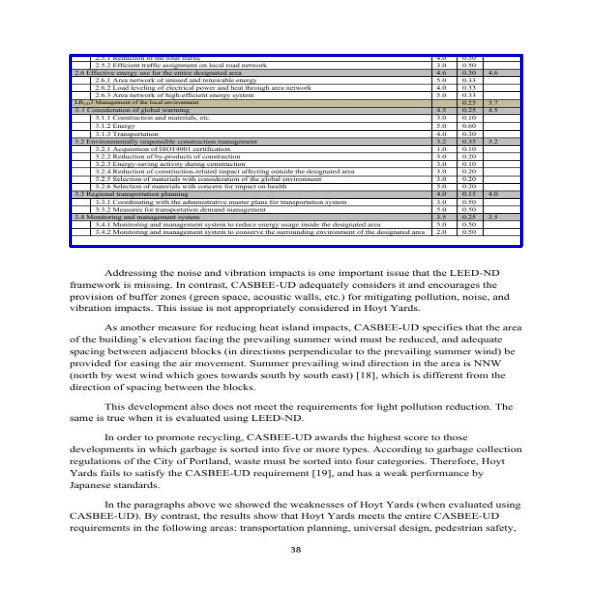 2.5.1 Reduction of the total traffic 4.0 0.50
2.5.2 Efficient traffic assignment on local road network 3.0 0.50
2.6 Effective energy use for the entire designated area 4.6 0.30 4.6
2.6.1 Area network of unused and renewable energy 5.0 0.33
2.6.2 Load leveling of electrical power and heat through area network 4.0 0.33
2.6.3 Area network of high-efficient energy system 5.0 0.33
LRUD3 Management of the local environment 0.25 3.7
3-1 Consideration of global warming 4.5 0.25 4.5
3.1.1 Construction and materials, etc. 3.0 0.10
3.1.2 Energy 5.0 0.60
3.1.3 Transportation 4.0 0.30
3.2 Environmentally responsible construction management 3.2 0.35 3.2
3.2.1 Acquisition of ISO14001 certification 1.0 0.10
3.2.2 Reduction of by-products of construction 3.0 0.20
3.2.3 Energy-saving activity during construction 3.0 0.20
3.2.4 Reduction of construction-related impact affecting outside the designated area 3.0 0.20
3.2.5 Selection of materials with consideration of the global environment 3.0 0.20
3.2.6 Selection of materials with concern for impact on health 5.0 0.20
3.3 Regional transportation planning 4.0 0.15 4.0
3.3.1 Coordinating with the administrative master plans for transportation system 3.0 0.50
3.3.2 Measures for transportation demand management 5.0 0.50
3.4 Monitoring and management system 3.5 0.25 3.5
3.4.1 Monitoring and management system to reduce energy usage inside the designated area 5.0 0.50
3.4.2 Monitoring and management system to conserve the surrounding environment of the designated area 2.0 0.50
Addressing the noise and vibration impacts is one important issue that the LEED-ND
framework is missing. In contrast, CASBEE-UD adequately considers it and encourages the
provision of buffer zones (green space, acoustic walls, etc.) for mitigating pollution, noise, and
vibration impacts. This issue is not appropriately considered in Hoyt Yards.
As another measure for reducing heat island impacts, CASBEE-UD specifies that the area
of the building's elevation facing the prevailing summer wind must be reduced, and adequate
spacing between adjacent blocks (in directions perpendicular to the prevailing summer wind) be
provided for easing the air movement. Summer prevailing wind direction in the area is NNW
(north by west wind which goes towards south by south east) [18], which is different from the
direction of spacing between the blocks.
This development also does not meet the requirements for light pollution reduction. The
same is true when it is evaluated using LEED-ND.
In order to promote recycling, CASBEE-UD awards the highest score to those
developments in which garbage is sorted into five or more types. According to garbage collection
regulations of the City of Portland, waste must be sorted into four categories. Therefore, Hoyt
Yards fails to satisfy the CASBEE-UD requirement [19], and has a weak performance by
Japanese standards.
In the paragraphs above we showed the weaknesses of Hoyt Yards (when evaluated using
CASBEE-UD). By contrast, the results show that Hoyt Yards meets the entire CASBEE-UD
requirements in the following areas: transportation planning, universal design, pedestrian safety,
38